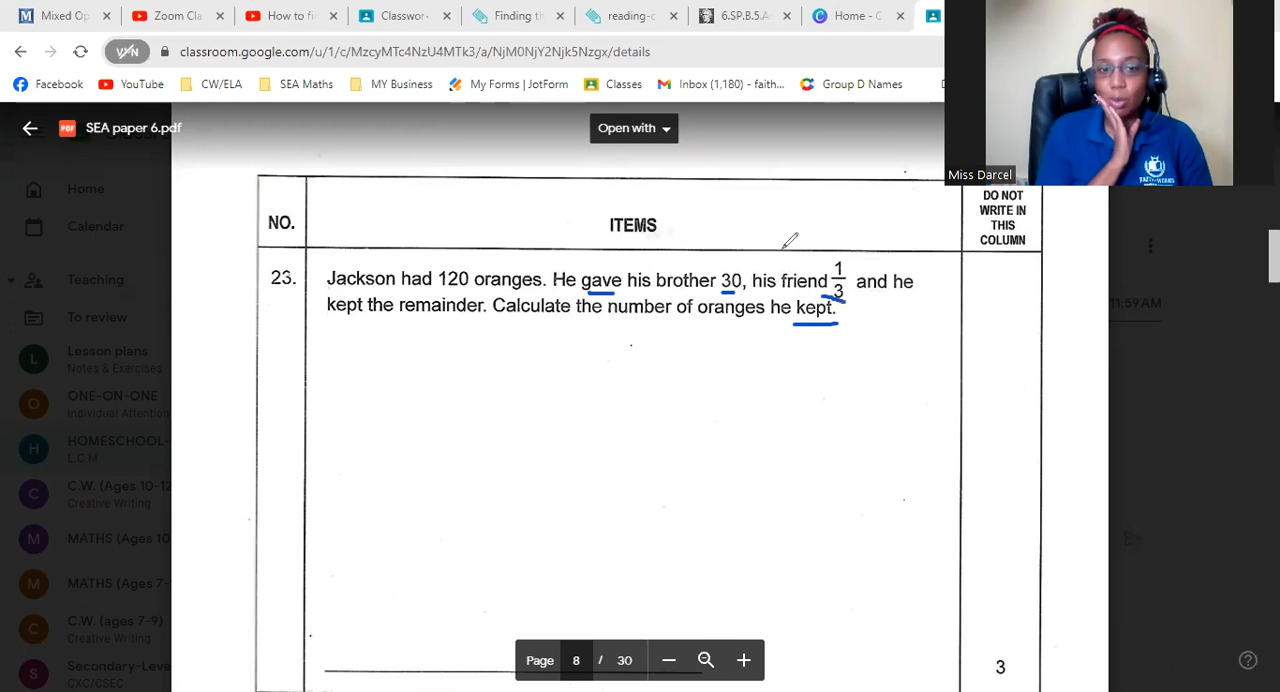 Mixed Op
Zoom Cla
How to fi
Classwor
Finding th
reading-c
6.SP.B.5 As
Home - C
classroom.google.com/u/1/c/MzcyMTc4NzU4MTk3/a/NjM0NjY2Njk5Nzgx/details
Facebook YouTube CW/ELA SEA Maths MY Business My Forms | JotForm Classes Inbox (1,180) - faith... Group D Names
SEA paper 6.pdf
Open with
Miss Darcel
Home
Calendar
Teaching
To review
Lesson plans
Notes & Exercises
ONE-ON-ONE
Individual Attention
HOMESCHOOL-
L.C.M
C.W. (Ages 10-12
Creative Writing
MATHS (Ages 10
MATHS (Ages 7-
C.W. (ages 7-9)
Creative Writing
Secondary-Leve
CXC/CSEC
11:59 AM
NO. ITEMS DO NOT
WRITE IN
THIS
COLUMN
23. Jackson had 120 oranges. He gave his brother 30, his friend 1/3 and he
kept the remainder. Calculate the number of oranges he kept.
3
Page 8 / 30